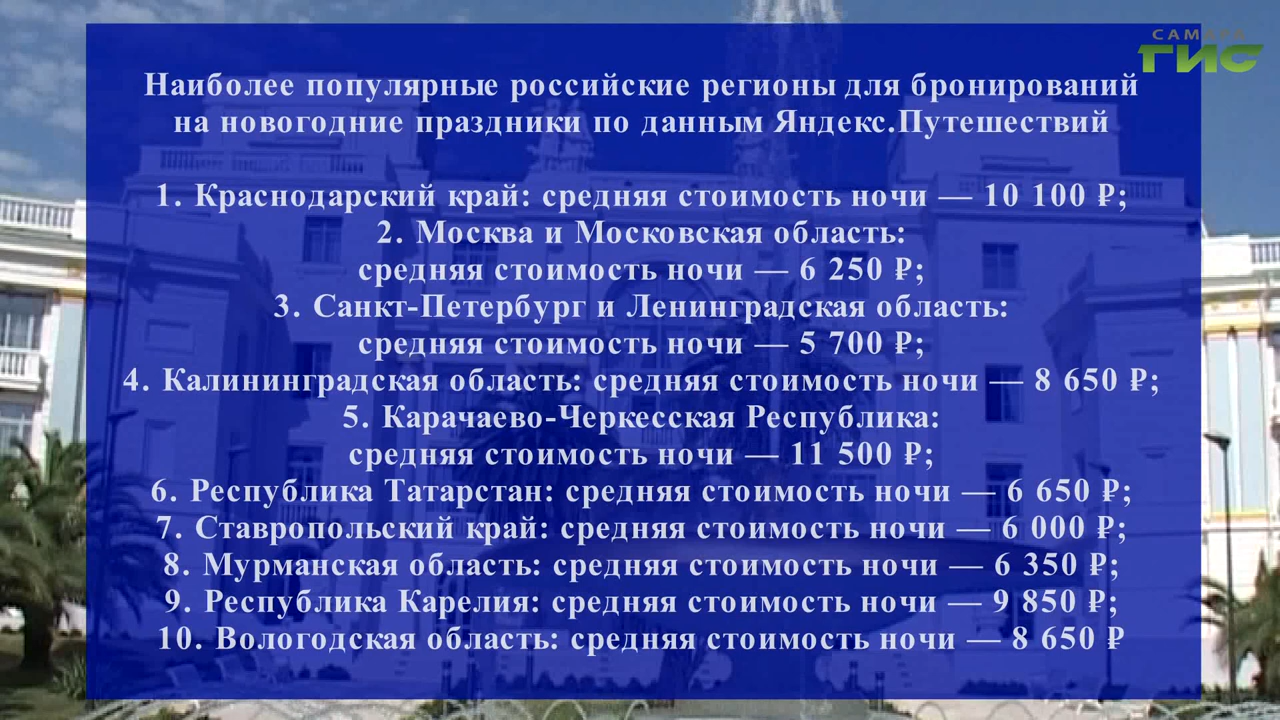 САМАРА
ГИС
Наиболее популярные российские регионы для бронирований
на новогодние праздники по данным Яндекс.Путешествий
1. Краснодарский край: средняя стоимость ночи — 10 100 ₽;
2. Москва и Московская область:
средняя стоимость ночи — 6 250 ₽;
3. Санкт-Петербург и Ленинградская область:
средняя стоимость ночи — 5 700 ₽;
4. Калининградская область: средняя стоимость ночи — 8 650 ₽;
5. Карачаево-Черкесская Республика:
средняя стоимость ночи — 11 500 ₽;
6. Республика Татарстан: средняя стоимость ночи — 6 650 ₽;
7. Ставропольский край: средняя стоимость ночи — 6 000 ₽;
8. Мурманская область: средняя стоимость ночи — 6 350 ₽;
9. Республика Карелия: средняя стоимость ночи — 9 850 ₽;
10. Вологодская область: средняя стоимость ночи — 8 650 ₽